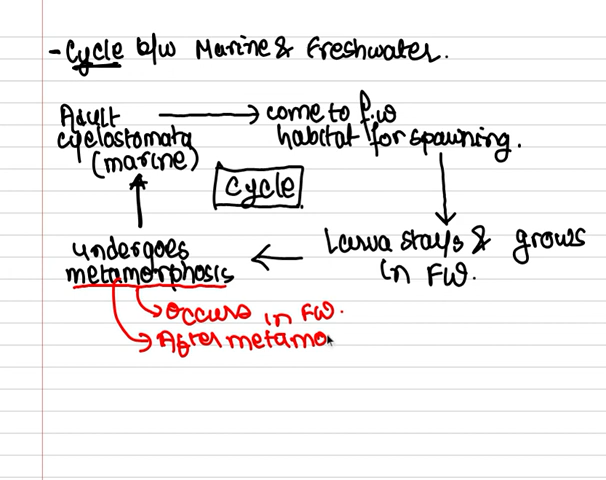 - Cycle b/w Marine & Freshwater.
Adult
cyclostomata
(marine)
come to f.w
habitat for spawning.
Cycle
Larva stays & grows
in FW.
undergoes
metamorphosis
Occurs in FW.
After metamo